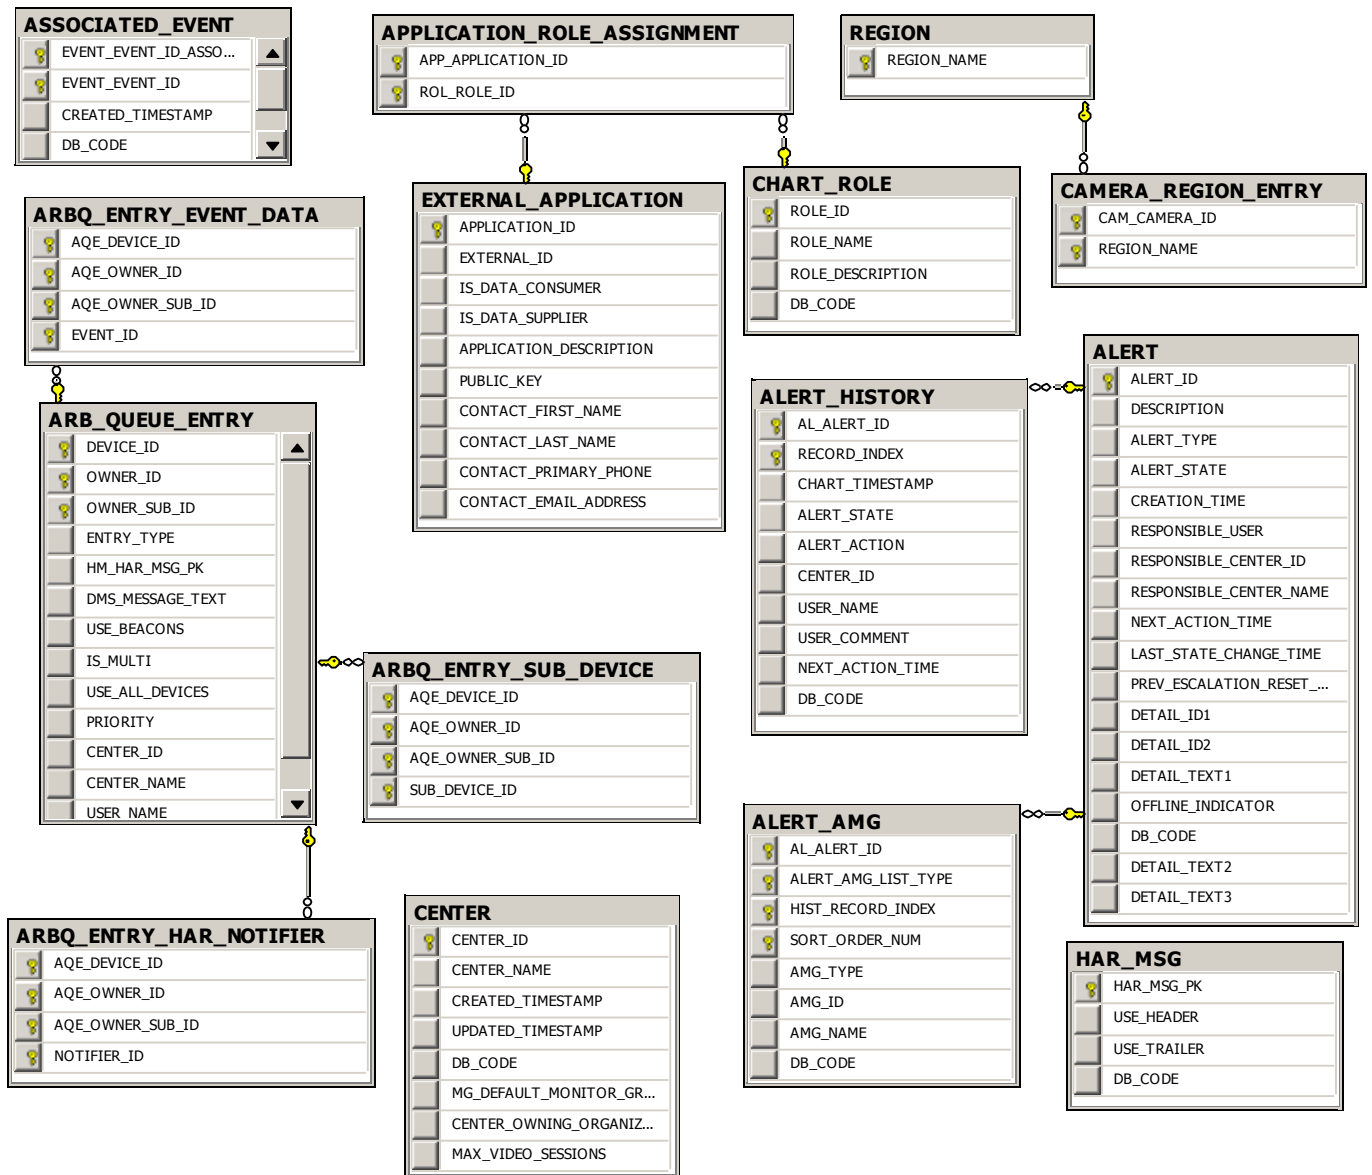 ASSOCIATED_EVENT
EVENT_EVENT_ID_ASSO...
EVENT_EVENT_ID
CREATED_TIMESTAMP
DB_CODE
APPLICATION_ROLE_ASSIGNMENT
APP_APPLICATION_ID
ROL_ROLE_ID
REGION
REGION_NAME
ARBQ_ENTRY_EVENT_DATA
AQE_DEVICE_ID
AQE_OWNER_ID
AQE_OWNER_SUB_ID
EVENT_ID
EXTERNAL_APPLICATION
APPLICATION_ID
EXTERNAL_ID
IS_DATA_CONSUMER
IS_DATA_SUPPLIER
APPLICATION_DESCRIPTION
PUBLIC_KEY
CONTACT_FIRST_NAME
CONTACT_LAST_NAME
CONTACT_PRIMARY_PHONE
CONTACT_EMAIL_ADDRESS
CHART_ROLE
ROLE_ID
ROLE_NAME
ROLE_DESCRIPTION
DB_CODE
CAMERA_REGION_ENTRY
CAM_CAMERA_ID
REGION_NAME
ARB_QUEUE_ENTRY
DEVICE_ID
OWNER_ID
OWNER_SUB_ID
ENTRY_TYPE
HM_HAR_MSG_PK
DMS_MESSAGE_TEXT
USE_BEACONS
IS_MULTI
USE_ALL_DEVICES
PRIORITY
CENTER_ID
CENTER_NAME
USER_NAME
ALERT_HISTORY
AL_ALERT_ID
RECORD_INDEX
CHART_TIMESTAMP
ALERT_STATE
ALERT_ACTION
CENTER_ID
USER_NAME
USER_COMMENT
NEXT_ACTION_TIME
DB_CODE
ALERT
ALERT_ID
DESCRIPTION
ALERT_TYPE
ALERT_STATE
CREATION_TIME
RESPONSIBLE_USER
RESPONSIBLE_CENTER_ID
RESPONSIBLE_CENTER_NAME
NEXT_ACTION_TIME
LAST_STATE_CHANGE_TIME
PREV_ESCALATION_RESET_...
DETAIL_ID1
DETAIL_ID2
DETAIL_TEXT1
OFFLINE_INDICATOR
DB_CODE
DETAIL_TEXT2
DETAIL_TEXT3
ARBQ_ENTRY_SUB_DEVICE
AQE_DEVICE_ID
AQE_OWNER_ID
AQE_OWNER_SUB_ID
SUB_DEVICE_ID
ALERT_AMG
AL_ALERT_ID
ALERT_AMG_LIST_TYPE
HIST_RECORD_INDEX
SORT_ORDER_NUM
AMG_TYPE
AMG_ID
AMG_NAME
DB_CODE
ARBQ_ENTRY_HAR_NOTIFIER
AQE_DEVICE_ID
AQE_OWNER_ID
AQE_OWNER_SUB_ID
NOTIFIER_ID
CENTER
CENTER_ID
CENTER_NAME
CREATED_TIMESTAMP
UPDATED_TIMESTAMP
DB_CODE
MG_DEFAULT_MONITOR_GR...
CENTER_OWNING_ORGANIZ...
MAX_VIDEO_SESSIONS
HAR_MSG
HAR_MSG_PK
USE_HEADER
USE_TRAILER
DB_CODE